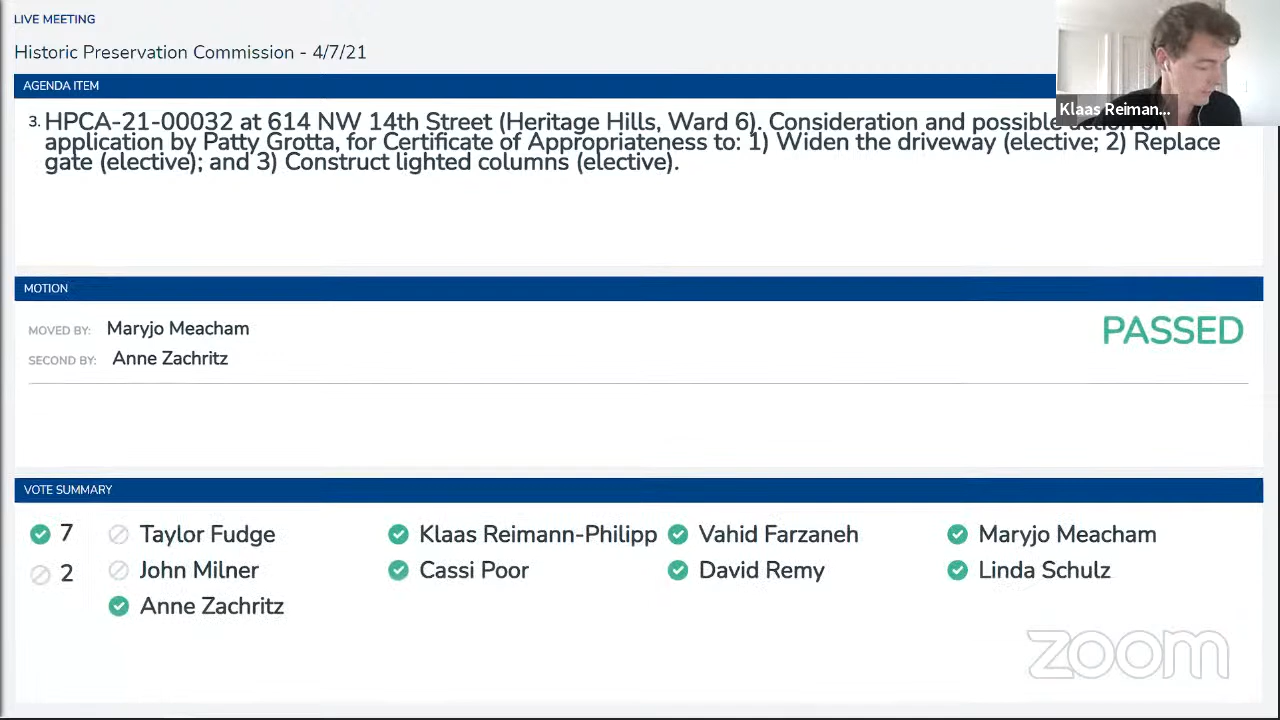 LIVE MEETING
Historic Preservation Commission - 4/7/21
AGENDA ITEM
Klaas Reiman...
3. HPCA-21-00032 at 614 NW 14th Street (Heritage Hills, Ward 6). Consideration and possible action on
application by Patty Grotta, for Certificate of Appropriateness to: 1) Widen the driveway (elective; 2) Replace
gate (elective); and 3) Construct lighted columns (elective).
MOTION
MOVED BY: Maryjo Meacham
PASSED
SECOND BY: Anne Zachritz
VOTE SUMMARY
7 Taylor Fudge Klaas Reimann-Philipp Vahid Farzaneh Maryjo Meacham
2 John Milner Cassi Poor David Remy Linda Schulz
Anne Zachritz
zoom